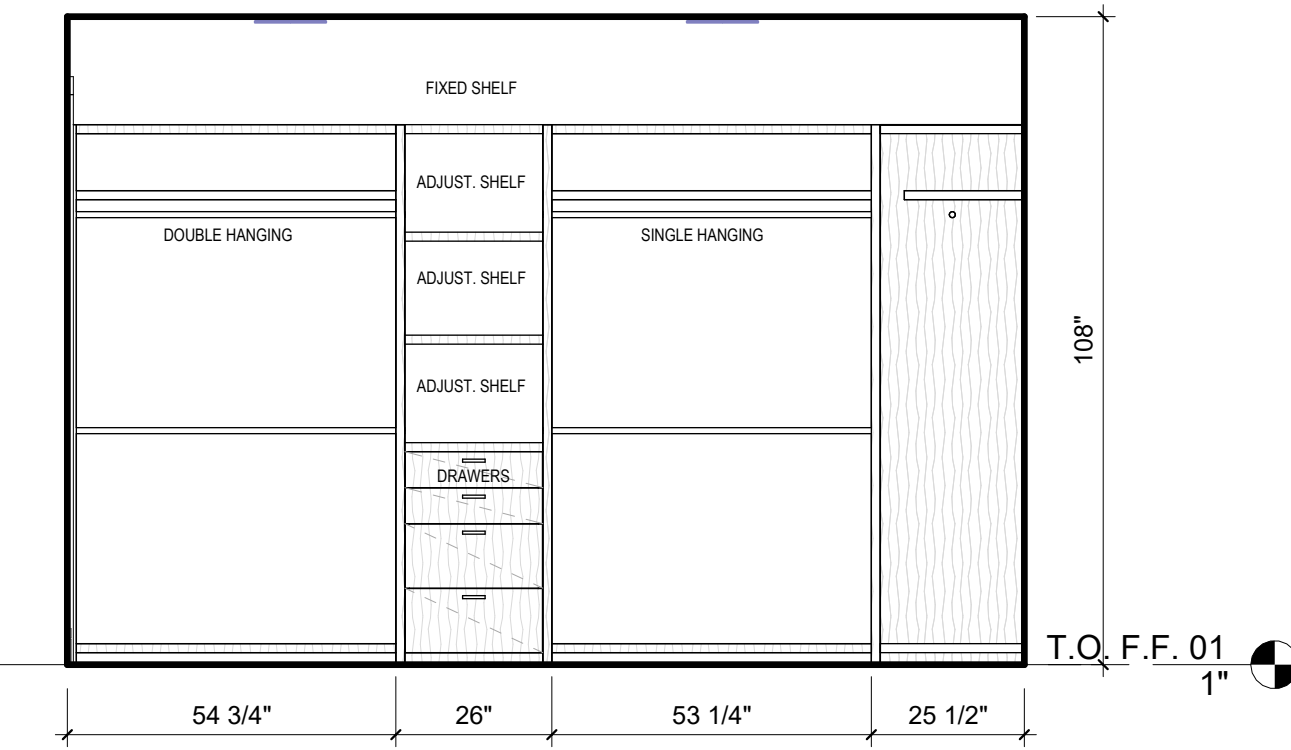 FIXED SHELF
ADJUST. SHELF
DOUBLE HANGING
SINGLE HANGING
ADJUST. SHELF
108"
ADJUST. SHELF
DRAWERS
T.O. F.F. 01
1"
54 3/4"
26"
53 1/4"
25 1/2"